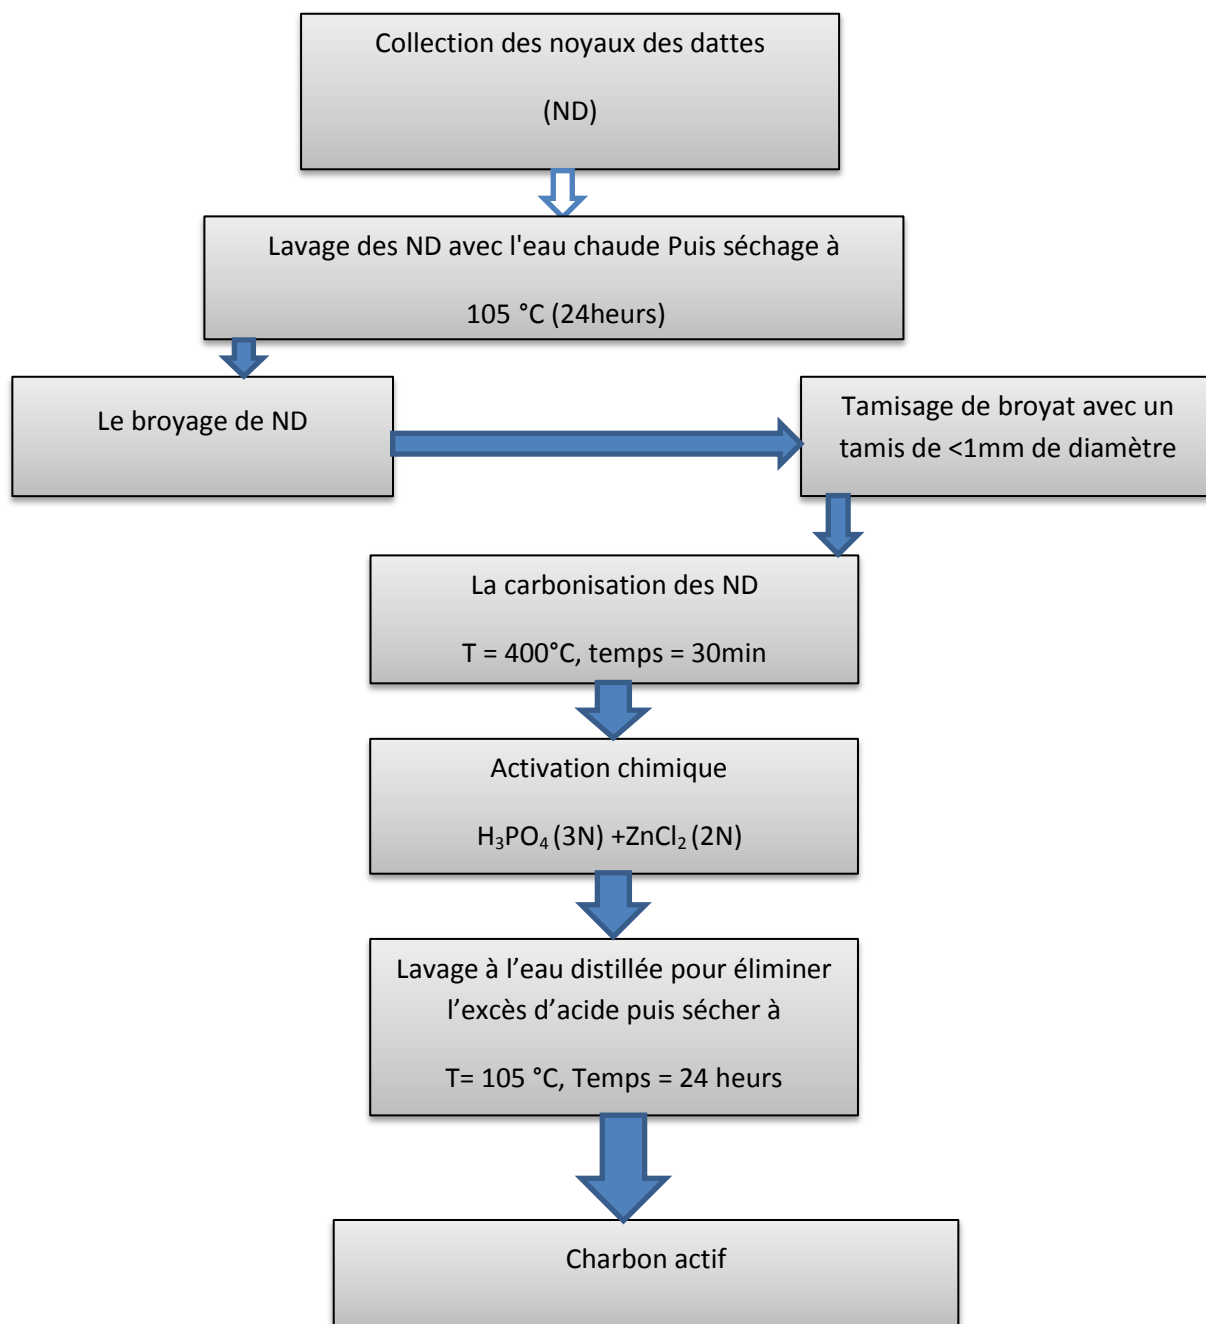 Collection des noyaux des dattes
(ND)
Lavage des ND avec l'eau chaude Puis séchage à
105 °C (24heurs)
Le broyage de ND
Tamisage de broyat avec un
tamis de <1mm de diamètre
La carbonisation des ND
T = 400°C, temps = 30min
Activation chimique
H₃PO₄ (3N) +ZnCl₂ (2N)
Lavage à l’eau distillée pour éliminer
l’excès d’acide puis sécher à
T= 105 °C, Temps = 24 heurs
Charbon actif